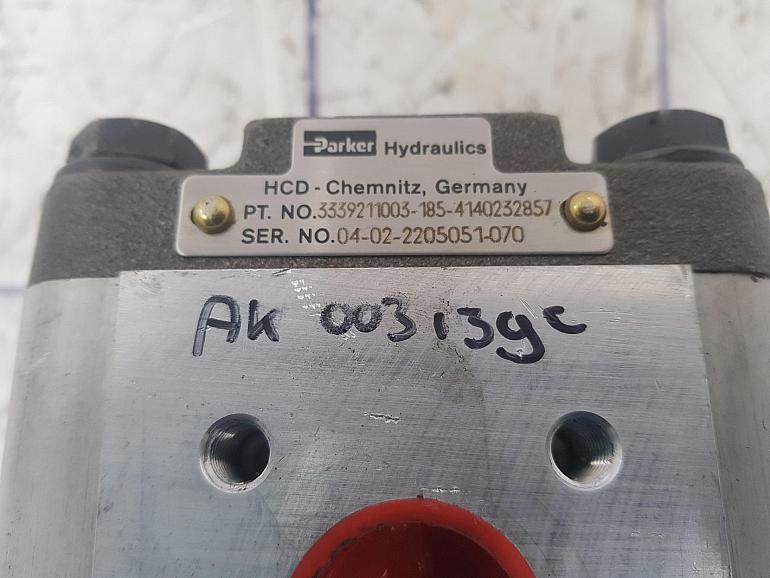 Parker Hydraulics
HCD - Chemnitz, Germany
PT. NO. 3339211003-185-4140232857
SER. NO. 04-02-2205051-070
AK 00313gc